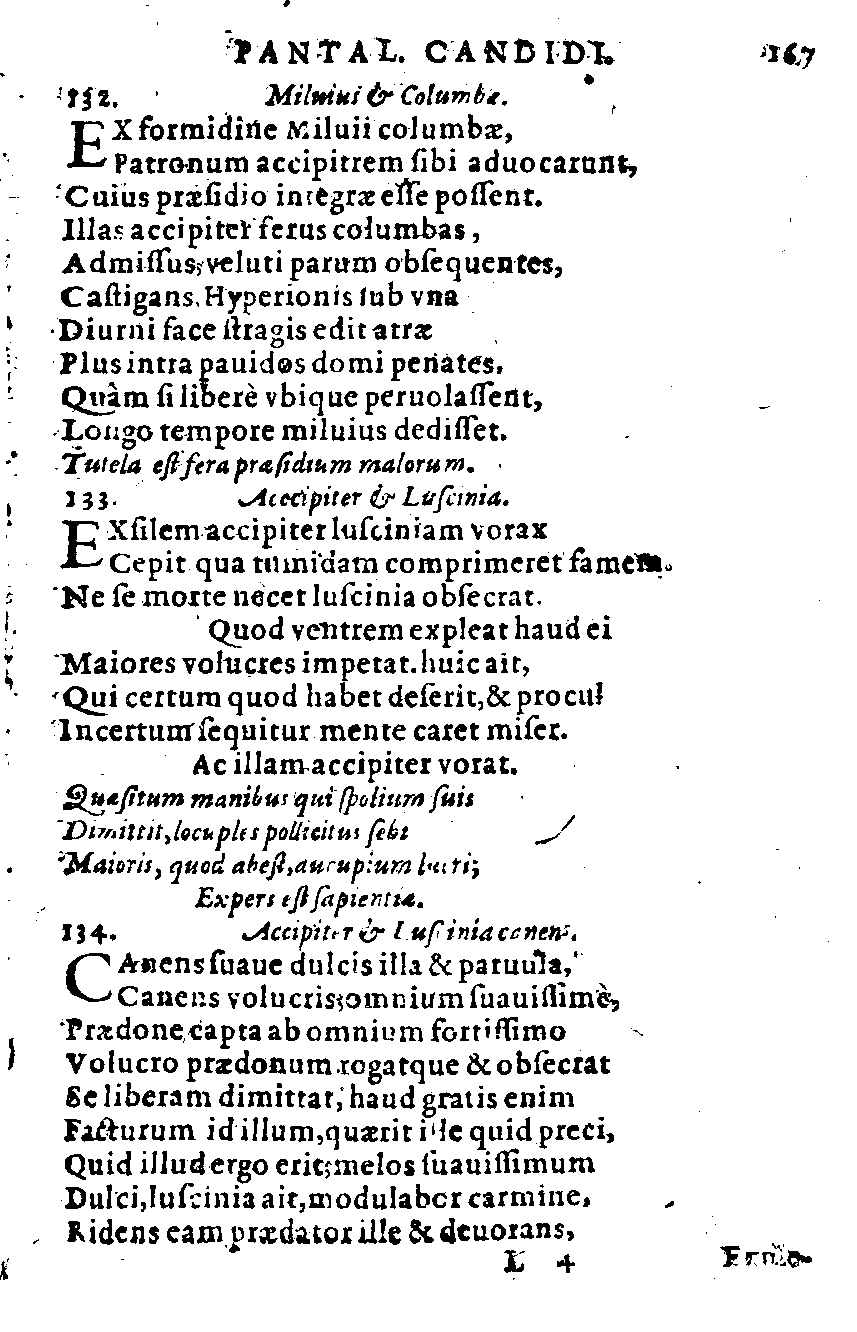 PANTAL. CANDIDI. 167
132. Miluius & Columbæ.
EX formidine Miluii columbæ,
Patronum accipitrem ſibi aduocarunt,
Cuius præſidio integræ eſſe poſſent.
Illas accipiter ferus columbas,
Admiſſus, veluti parum obſequentes,
Caſtigans, Hyperionis ſub vna
Diurni face ſtragis edit atræ
Plus intra pauidos domi penates,
Quàm ſi liberè vbique peruolaſſent,
Longo tempore miluius dediſſet.
Tutela eſt fera præſidium malorum.
133. Accipiter & Luſcinia.
EXſilem accipiter luſciniam vorax
Cepit qua tumidam comprimeret famem.
Ne ſe morte necet luſcinia obſecrat.
Quod ventrem expleat haud ei
Maiores volucres impetat. huic ait,
Qui certum quod habet deſerit, & procul
Incertum ſequitur mente caret miſer.
Ac illam accipiter vorat.
Quæſitum manibus qui ſpolium ſuis
Dimittit, locuples pollicitus ſebi
Maioris, quod abeſt, aucupium lucri;
Expers eſt ſapientiæ.
134. Accipiter & Luſcinia canens.
CAnens ſuaue dulcis illa & paruula,
Canens volucris; omnium ſuauiſſimè,
Prædone capta ab omnium fortiſſimo
Volucro prædonum. rogatque & obſecrat
Se liberam dimittat, haud gratis enim
Facturum id illum, quærit ille quid preci,
Quid illud ergo erit; melos ſuauiſſimum
Dulci, luſcinia ait, modulabor carmine,
Ridens eam prædator ille & deuorans,
L 4